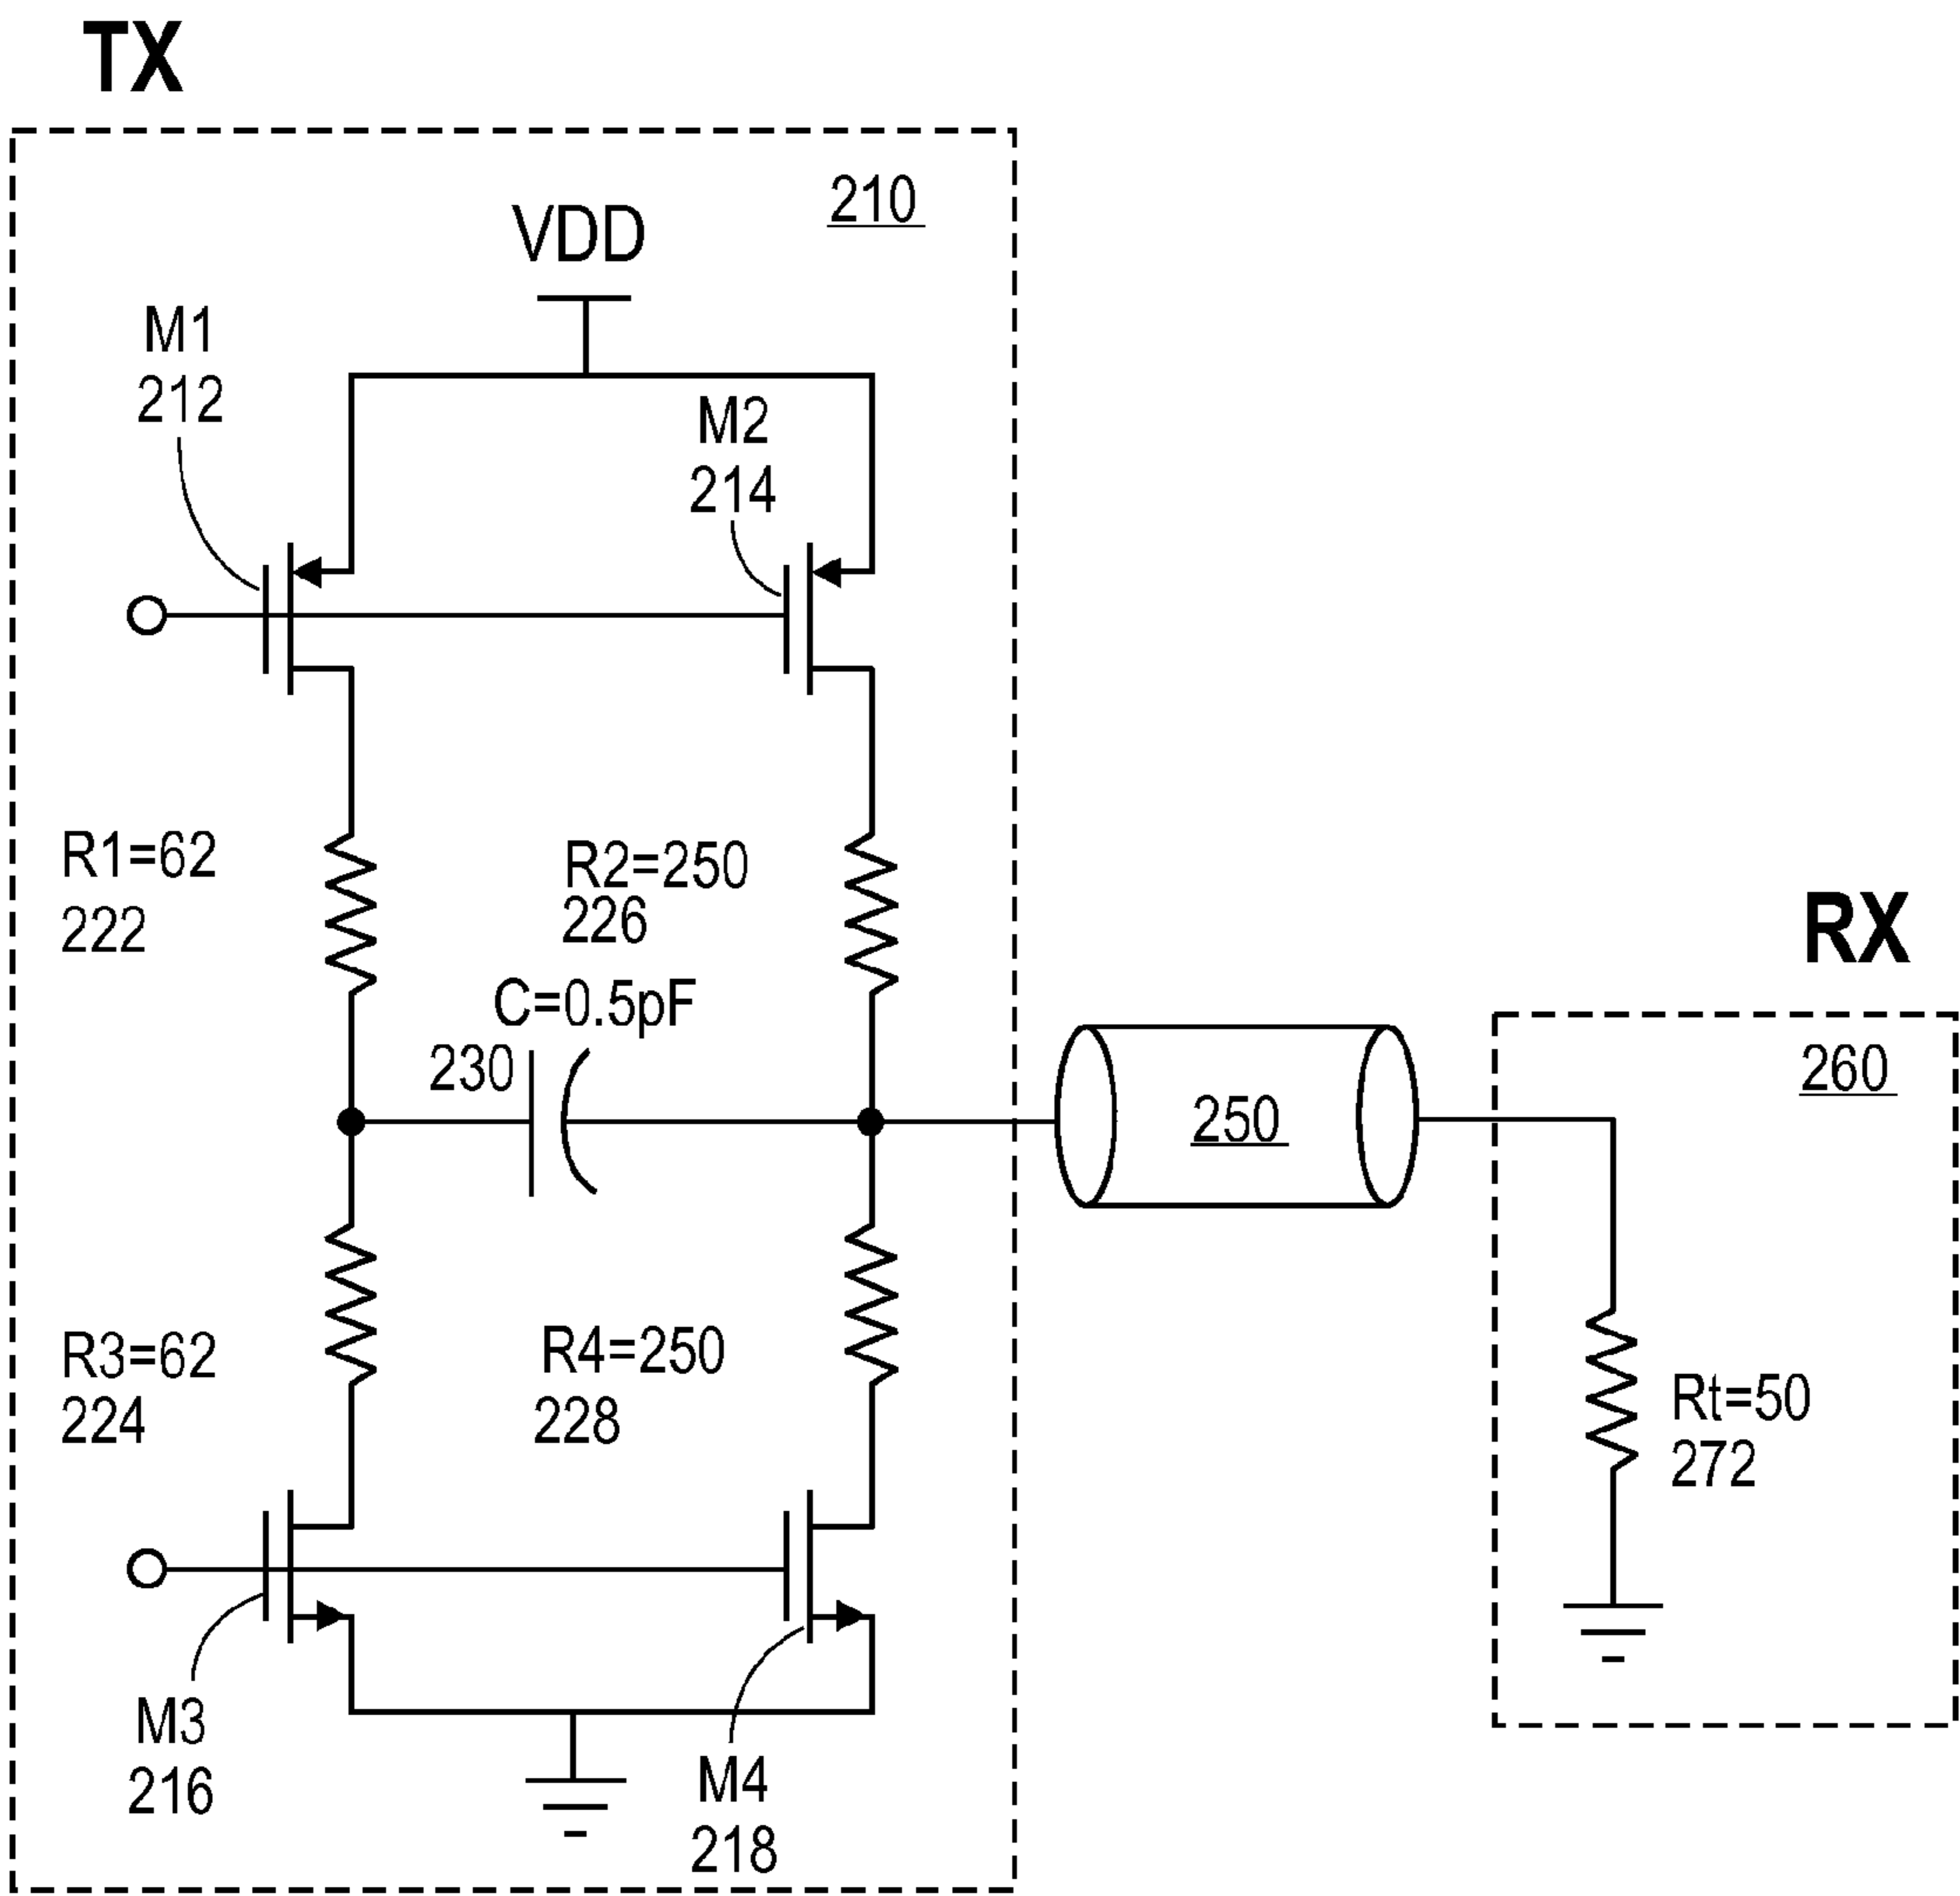 TX
210
VDD
M1
212
M2
214
R1=62
222
R2=250
226
C=0.5pF
230
RX
260
250
R3=62
224
R4=250
228
Rt=50
272
M3
216
M4
218